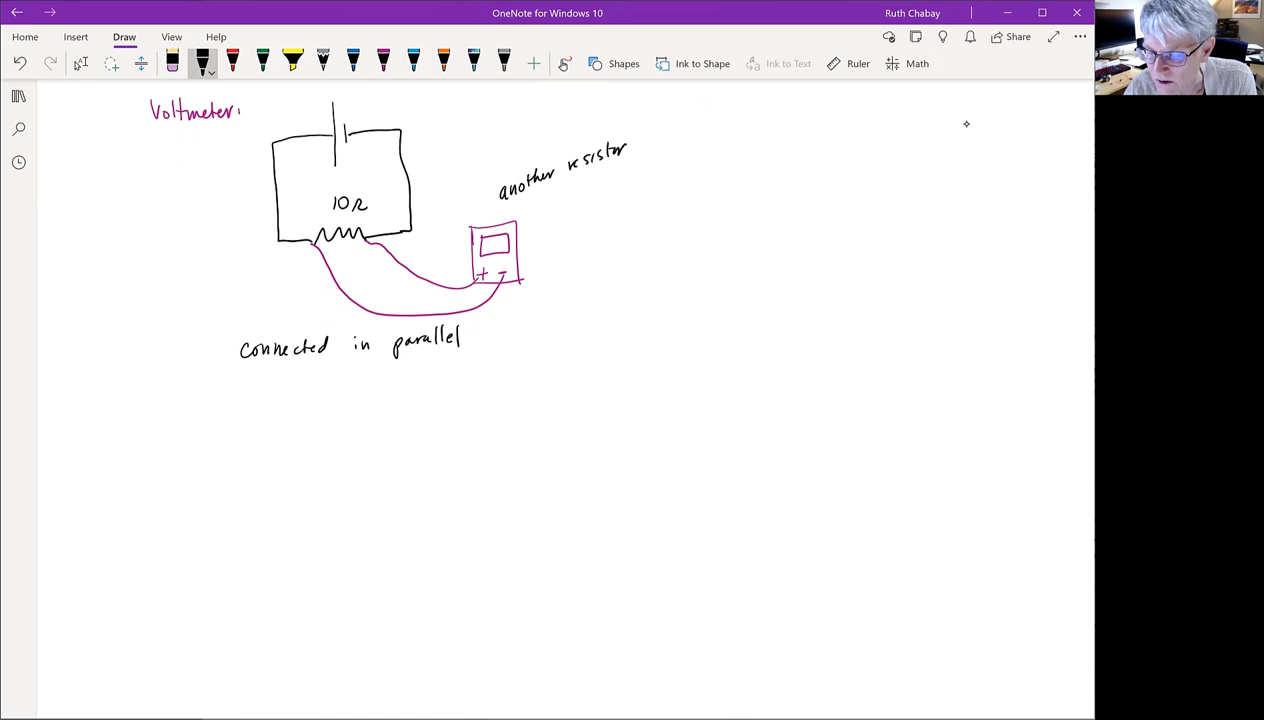 OneNote for Windows 10
Ruth Chabay
Home Insert Draw View Help
Share
Shapes Ink to Shape Ink to Text Ruler Math
Voltmeter:
another resistor
10Ω
+ -
connected in parallel